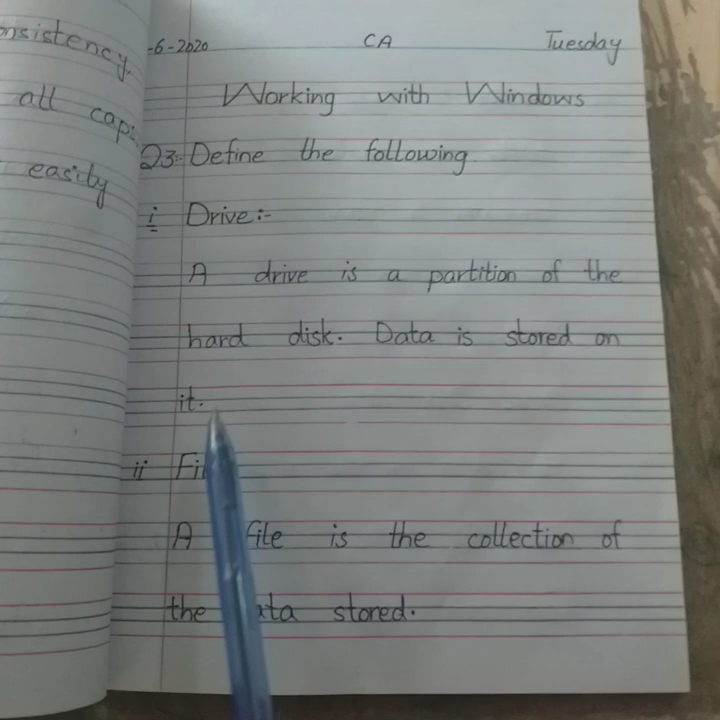 onsistency
all caps.
easily
-6-2020 CA Tuesday
Working with Windows
Q3:- Define the following
i Drive:-
A drive is a partition of the
hard disk. Data is stored on
it.
ii
A file is the collection of
the stored.